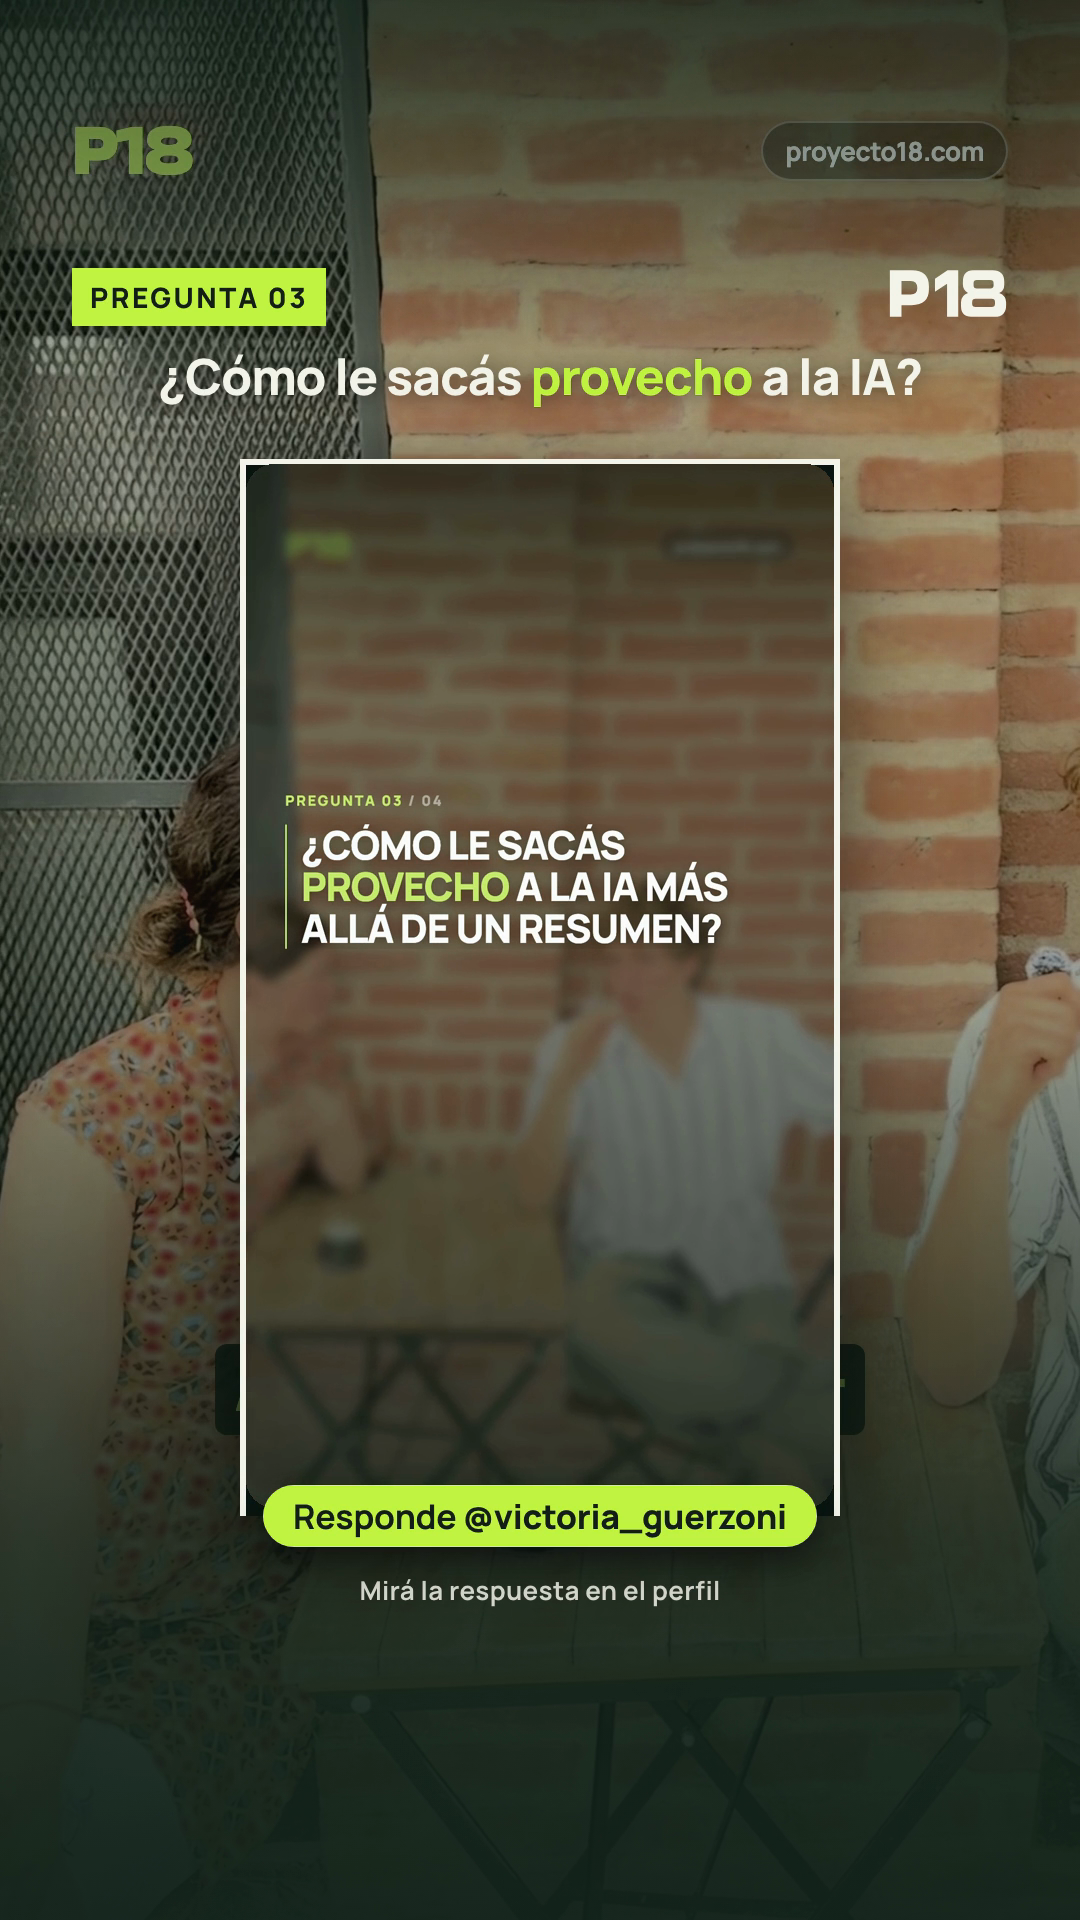 P18
proyecto18.com
PREGUNTA 03
P18
¿Cómo le sacás provecho a la IA?
PREGUNTA 03 / 04
¿CÓMO LE SACÁS
PROVECHO A LA IA MÁS
ALLÁ DE UN RESUMEN?
Responde @victoria_guerzoni
Mirá la respuesta en el perfil